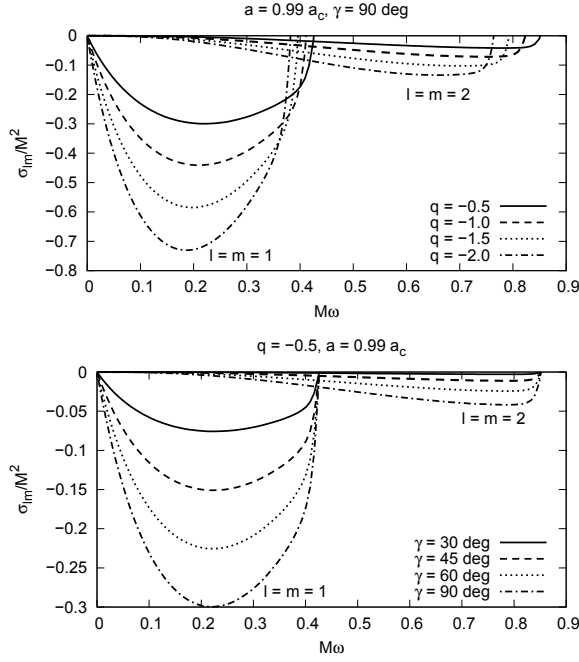 a = 0.99 a_c, γ = 90 deg
0
−0.1
−0.2
−0.3
−0.4
−0.5
−0.6
−0.7
−0.8
σ_lm/M²
l = m = 2
l = m = 1
q = −0.5
q = −1.0
q = −1.5
q = −2.0
0 0.1 0.2 0.3 0.4 0.5 0.6 0.7 0.8 0.9
Mω
q = −0.5, a = 0.99 a_c
0
−0.05
−0.1
−0.15
−0.2
−0.25
−0.3
σ_lm/M²
l = m = 2
l = m = 1
γ = 30 deg
γ = 45 deg
γ = 60 deg
γ = 90 deg
0 0.1 0.2 0.3 0.4 0.5 0.6 0.7 0.8 0.9
Mω